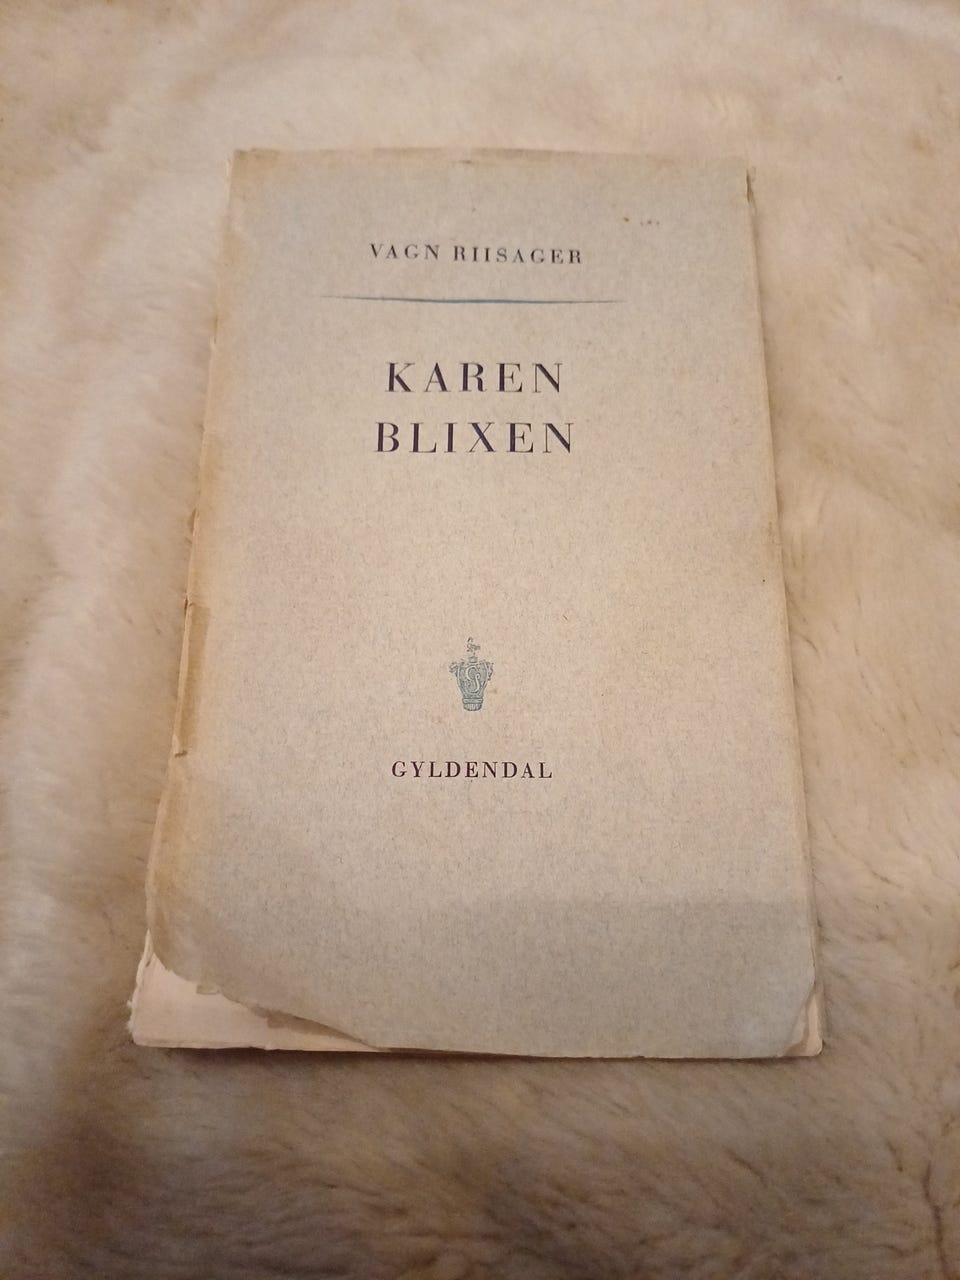 VAGN RIISAGER
KAREN
BLIXEN
GYLDENDAL